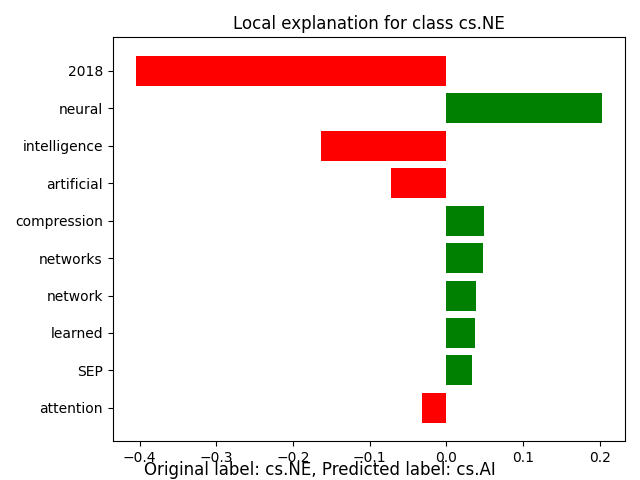 Local explanation for class cs.NE
2018
neural
intelligence
artificial
compression
networks
network
learned
SEP
attention
−0.4 −0.3 −0.2 −0.1 0.0 0.1 0.2
Original label: cs.NE, Predicted label: cs.AI